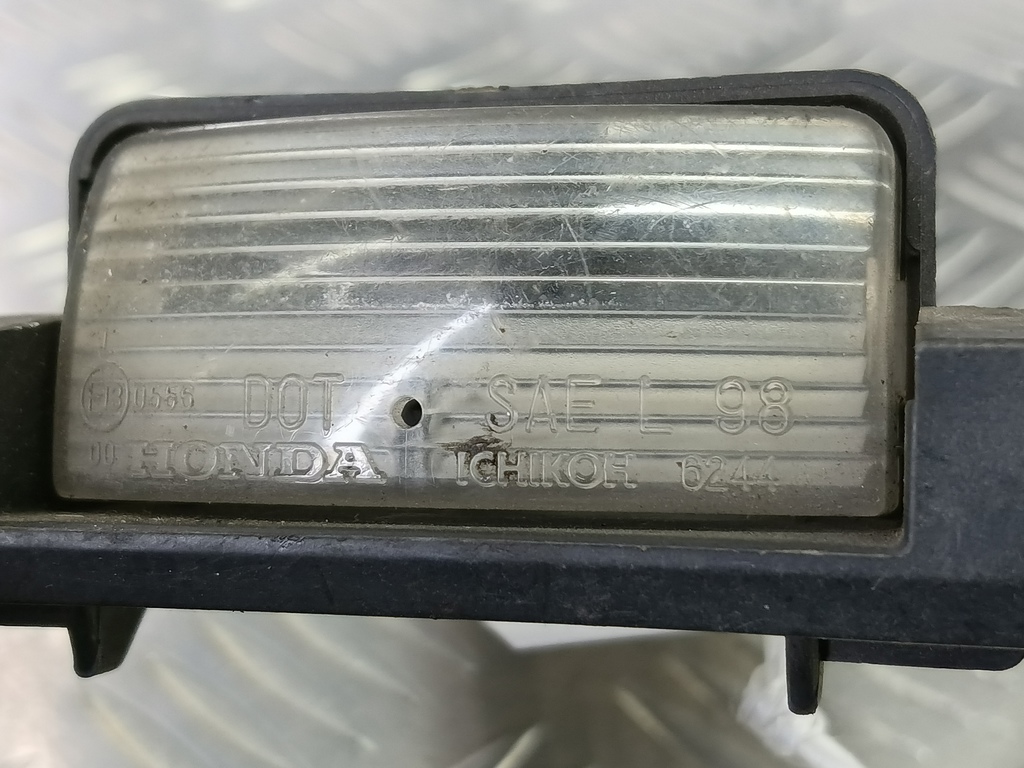 L
E13 0555 DOT SAE L 98
00 HONDA ICHIKOH 6244